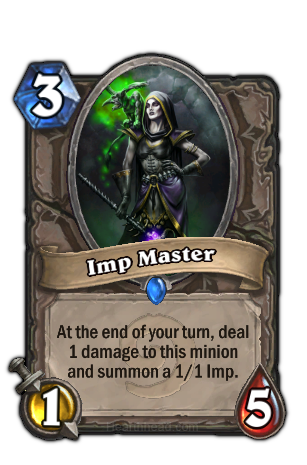 3
Imp Master
At the end of your turn, deal
1 damage to this minion
and summon a 1/1 Imp.
1
5